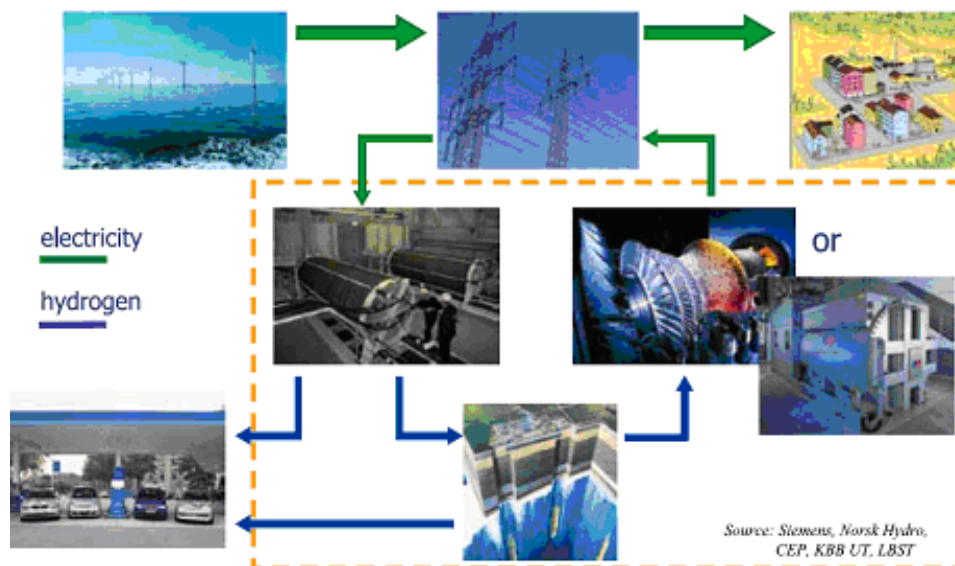 electricity
or
hydrogen
Source: Siemens, Norsk Hydro,
CEP, KBB UT, LBST